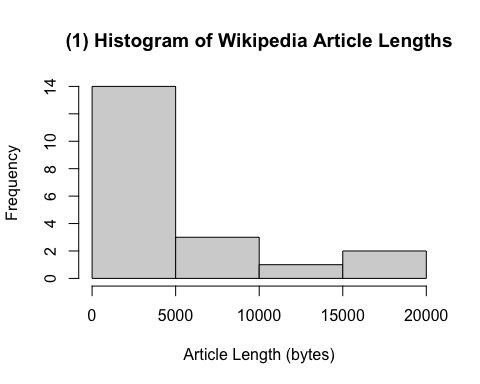 (1) Histogram of Wikipedia Article Lengths
Frequency
14
10
8
6
4
2
0
0 5000 10000 15000 20000
Article Length (bytes)